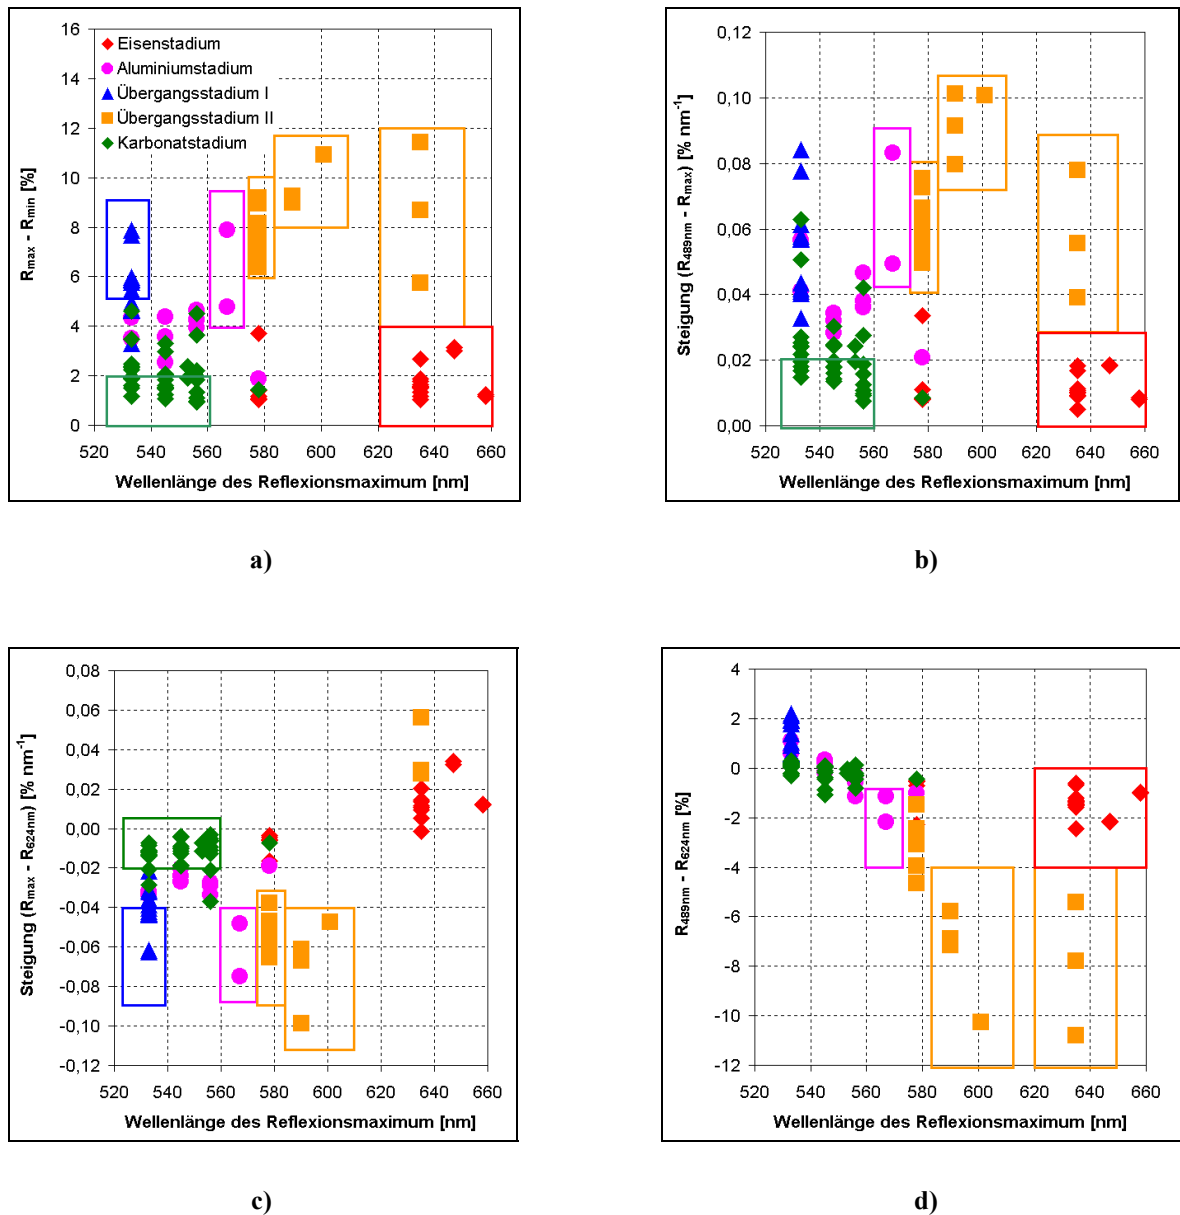 16
14
12
10
8
6
4
2
0
520 540 560 580 600 620 640 660
R_max - R_min [%]
Wellenlänge des Reflexionsmaximum [nm]
Eisenstadium
Aluminiumstadium
Übergangsstadium I
Übergangsstadium II
Karbonatstadium
a)
0,12
0,10
0,08
0,06
0,04
0,02
0,00
520 540 560 580 600 620 640 660
Steigung (R_489nm - R_max) [% nm⁻¹]
Wellenlänge des Reflexionsmaximum [nm]
b)
0,08
0,06
0,04
0,02
0,00
-0,02
-0,04
-0,06
-0,08
-0,10
-0,12
520 540 560 580 600 620 640 660
Steigung (R_max - R_624nm) [% nm⁻¹]
Wellenlänge des Reflexionsmaximum [nm]
c)
4
2
0
-2
-4
-6
-8
-10
-12
520 540 560 580 600 620 640 660
R_489nm - R_624nm [%]
Wellenlänge des Reflexionsmaximum [nm]
d)